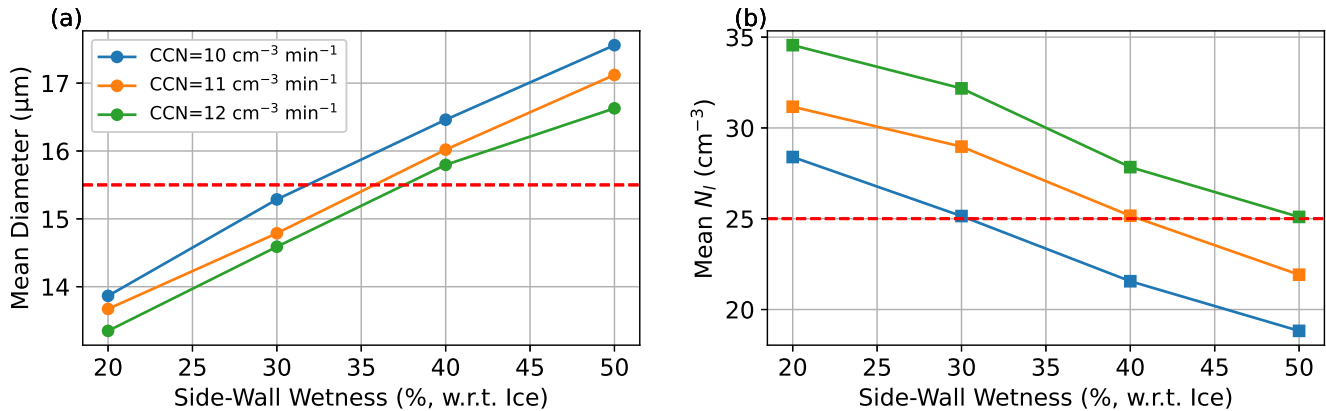 (a)
CCN=10 cm⁻³ min⁻¹
CCN=11 cm⁻³ min⁻¹
CCN=12 cm⁻³ min⁻¹
Mean Diameter (μm)
17
16
15
14
20 25 30 35 40 45 50
Side-Wall Wetness (%, w.r.t. Ice)
(b)
Mean N_l (cm⁻³)
35
30
25
20
20 25 30 35 40 45 50
Side-Wall Wetness (%, w.r.t. Ice)